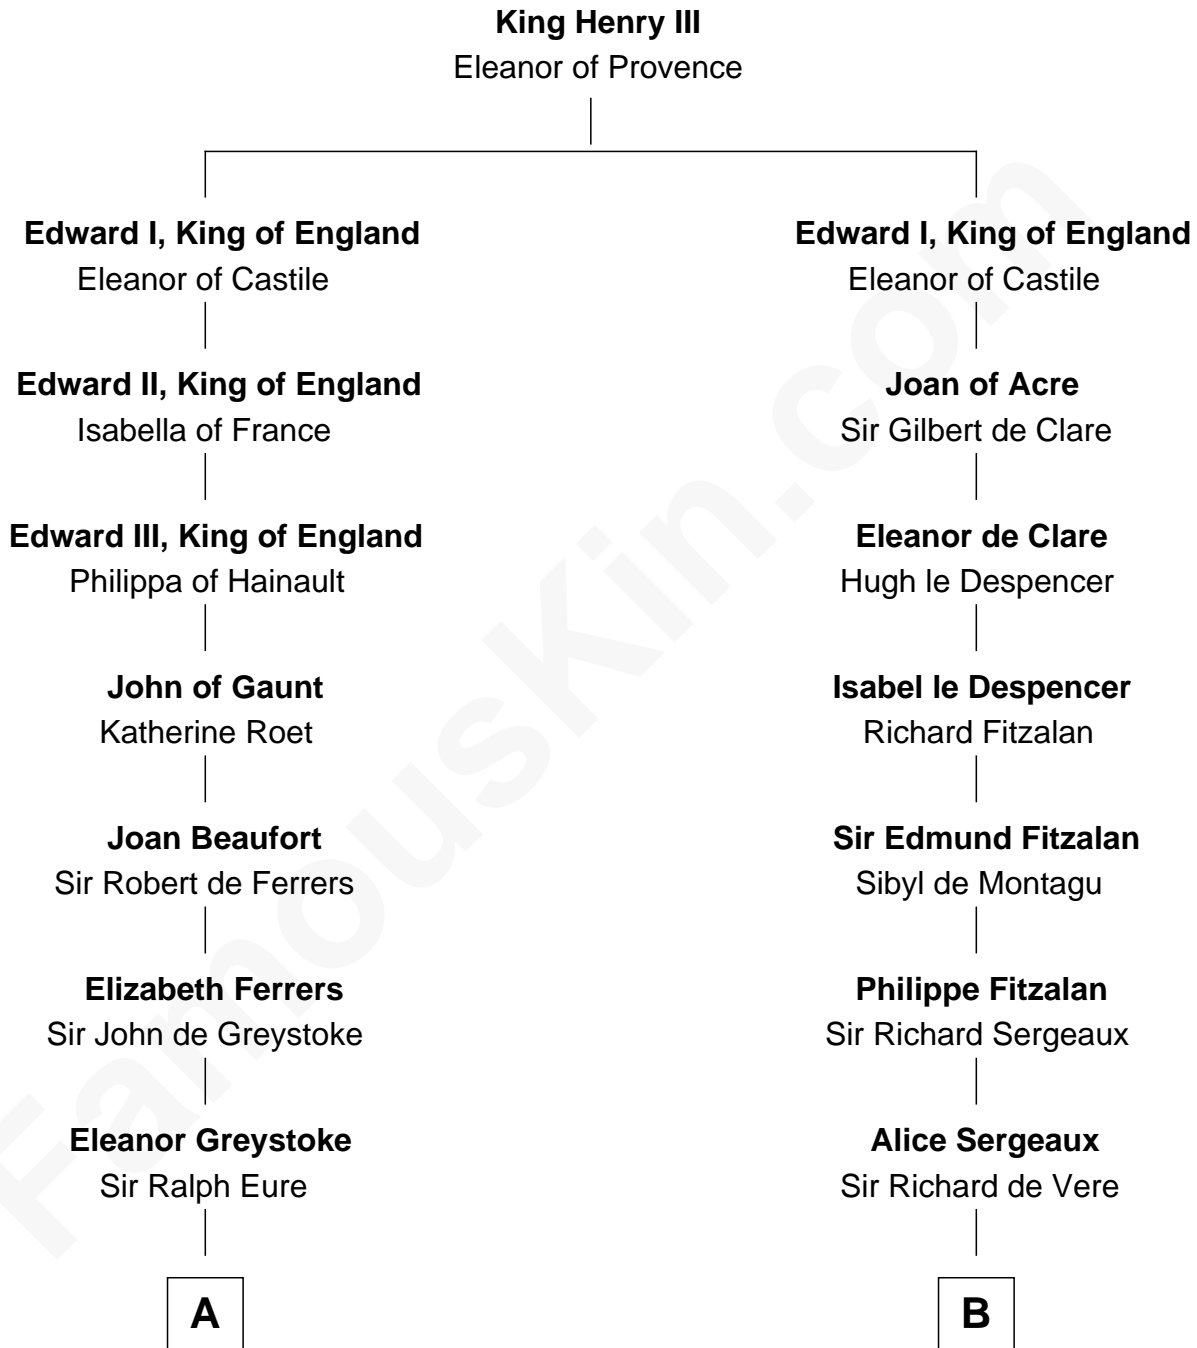 King Henry III
Eleanor of Provence
Edward I, King of England
Eleanor of Castile
Edward II, King of England
Isabella of France
Edward III, King of England
Philippa of Hainault
John of Gaunt
Katherine Roet
Joan Beaufort
Sir Robert de Ferrers
Elizabeth Ferrers
Sir John de Greystoke
Eleanor Greystoke
Sir Ralph Eure
A
Edward I, King of England
Eleanor of Castile
Joan of Acre
Sir Gilbert de Clare
Eleanor de Clare
Hugh le Despencer
Isabel le Despencer
Richard Fitzalan
Sir Edmund Fitzalan
Sibyl de Montagu
Philippe Fitzalan
Sir Richard Sergeaux
Alice Sergeaux
Sir Richard de Vere
B
FamousKin.com